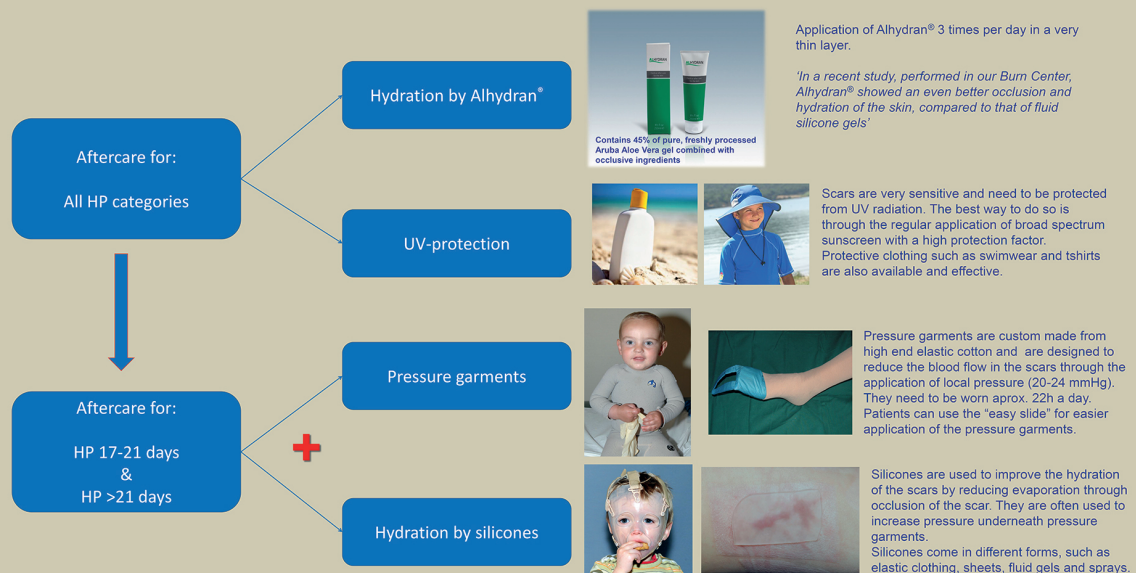 Aftercare for:
All HP categories
Hydration by Alhydran®
ALHYDRAN
ALHYDRAN
Contains 45% of pure, freshly processed
Aruba Aloe Vera gel combined with
occlusive ingredients
Application of Alhydran® 3 times per day in a very
thin layer.
‘In a recent study, performed in our Burn Center,
Alhydran® showed an even better occlusion and
hydration of the skin, compared to that of fluid
silicone gels’
UV-protection
Scars are very sensitive and need to be protected
from UV radiation. The best way to do so is
through the regular application of broad spectrum
sunscreen with a high protection factor.
Protective clothing such as swimwear and tshirts
are also available and effective.
Aftercare for:
HP 17-21 days
&
HP >21 days
Pressure garments
Pressure garments are custom made from
high end elastic cotton and are designed to
reduce the blood flow in the scars through the
application of local pressure (20-24 mmHg).
They need to be worn aprox. 22h a day.
Patients can use the “easy slide” for easier
application of the pressure garments.
Hydration by silicones
Silicones are used to improve the hydration
of the scars by reducing evaporation through
occlusion of the scar. They are often used to
increase pressure underneath pressure
garments.
Silicones come in different forms, such as
elastic clothing, sheets, fluid gels and sprays.